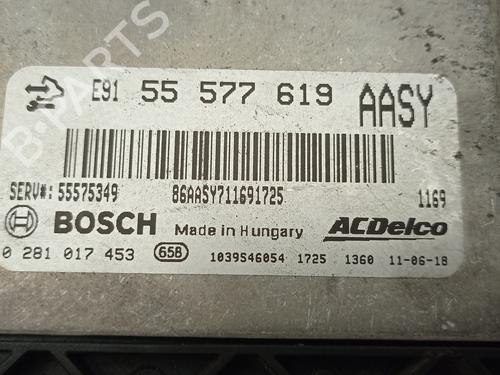 B-PARTS
E91 55 577 619 AASY
SERV#: 55575349 86AASY711691725 1169
BOSCH Made in Hungary ACDelco
0 281 017 453 658 1039S46054 1725 1360 11-06-18